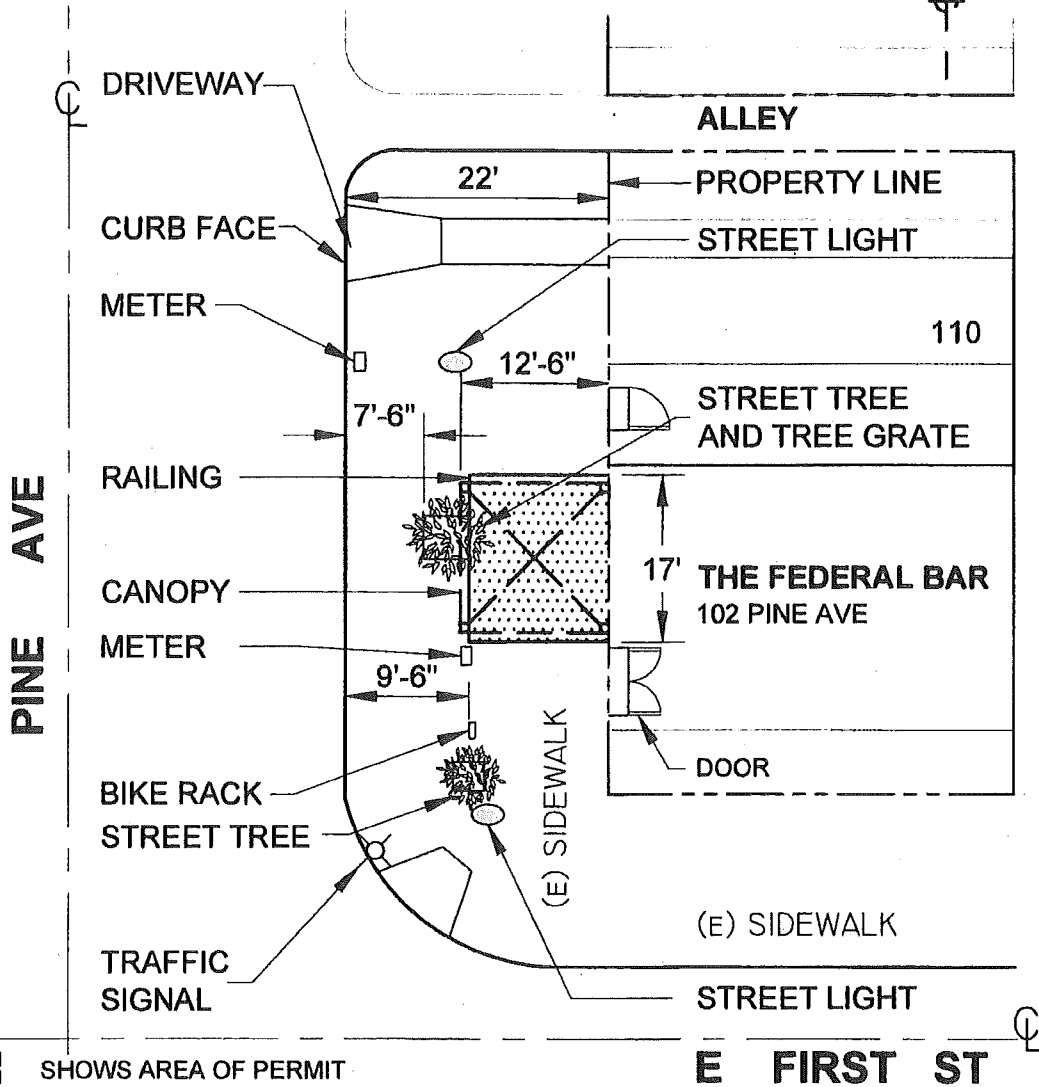 DRIVEWAY
ALLEY
22'
PROPERTY LINE
CURB FACE
STREET LIGHT
METER
110
12'-6"
7'-6"
STREET TREE
AND TREE GRATE
RAILING
PINE AVE
17'
THE FEDERAL BAR
102 PINE AVE
CANOPY
METER
9'-6"
(E) SIDEWALK
DOOR
BIKE RACK
STREET TREE
(E) SIDEWALK
TRAFFIC
SIGNAL
STREET LIGHT
SHOWS AREA OF PERMIT
E FIRST ST